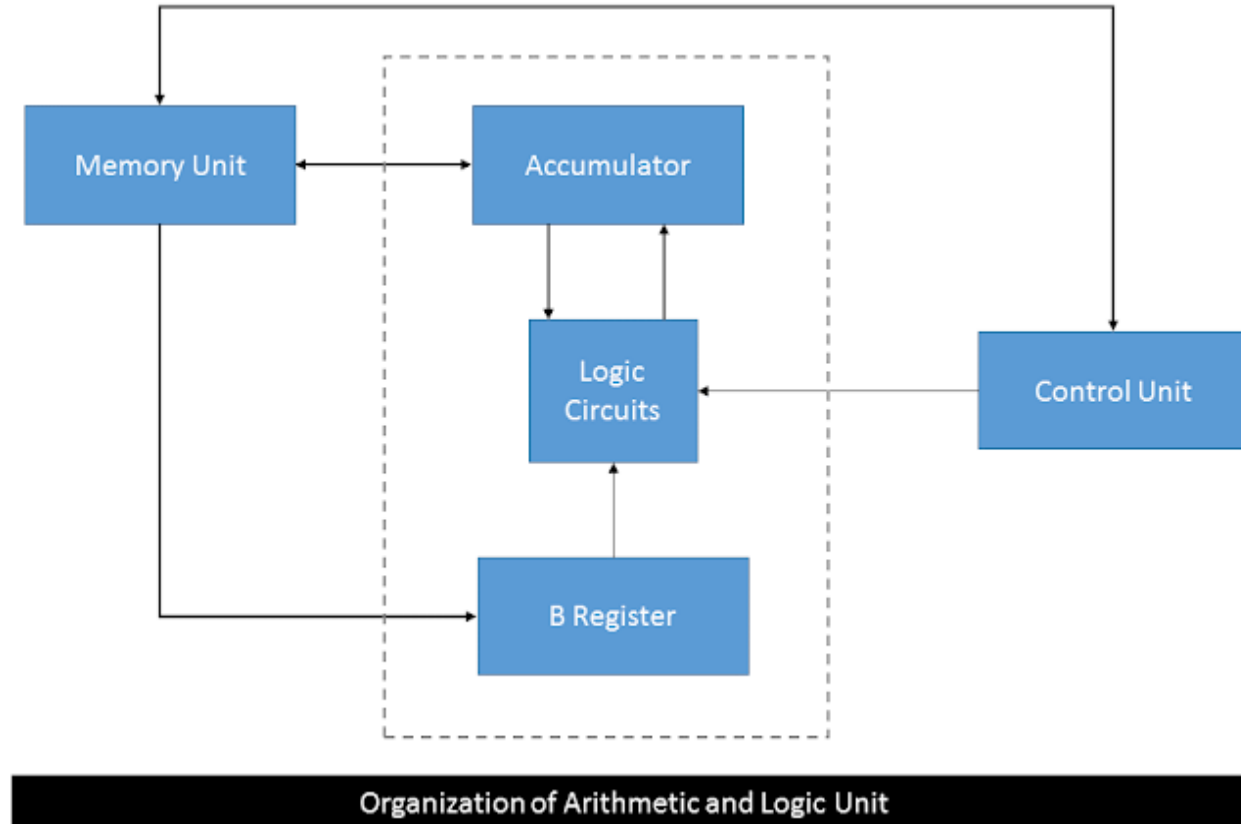 Memory Unit
Accumulator
Logic
Circuits
Control Unit
B Register
Organization of Arithmetic and Logic Unit